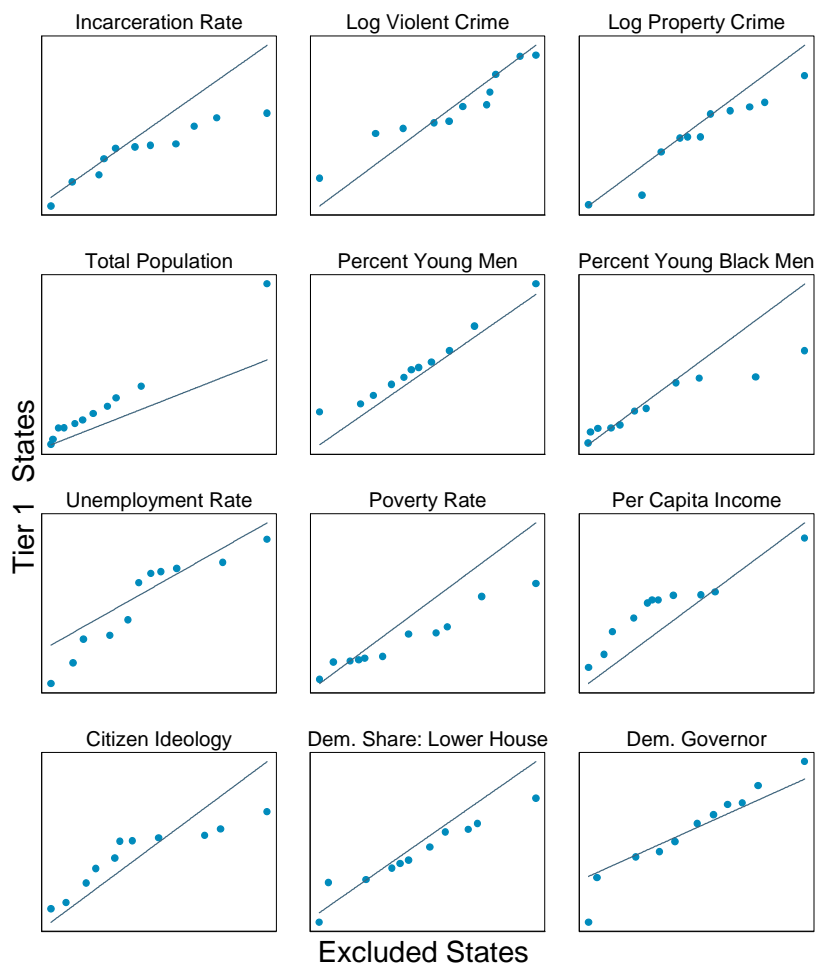 Incarceration Rate
Log Violent Crime
Log Property Crime
Total Population
Percent Young Men
Percent Young Black Men
Unemployment Rate
Poverty Rate
Per Capita Income
Citizen Ideology
Dem. Share: Lower House
Dem. Governor
Tier 1 States
Excluded States